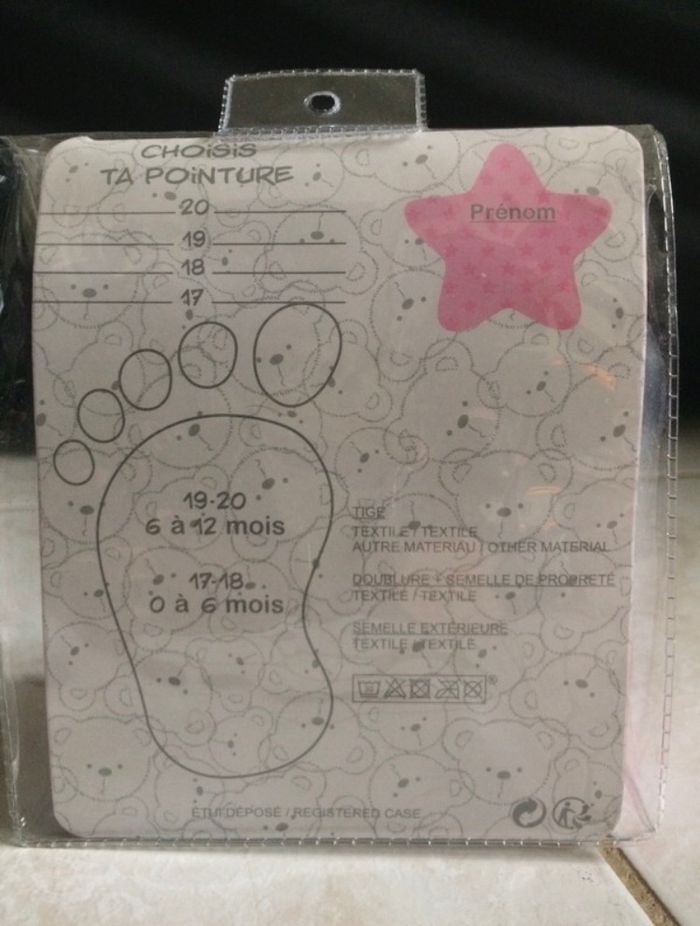 CHOISIS
TA POINTURE
20
19
18
17
Prénom
19-20
6 à 12 mois
17-18
0 à 6 mois
TIGE
TEXTILE / TEXTILE
AUTRE MATERIAU / OTHER MATERIAL
DOUBLURE + SEMELLE DE PROPRETÉ
TEXTILE / TEXTILE
SEMELLE EXTÉRIEURE
TEXTILE / TEXTILE
ÉTUI DÉPOSÉ / REGISTERED CASE